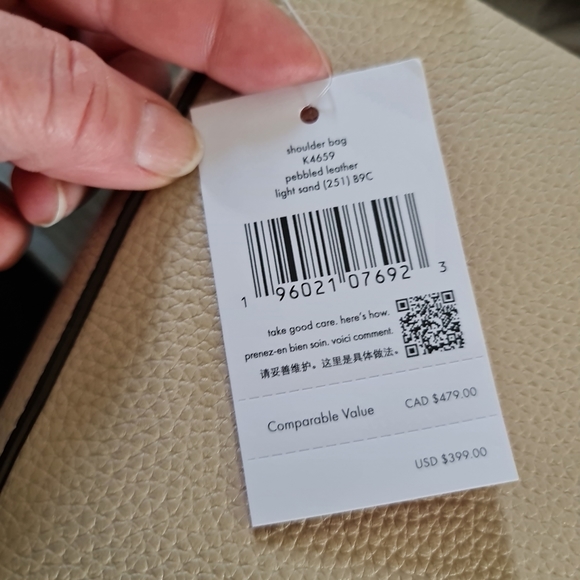 shoulder bag
K4659
pebbled leather
light sand (251) B9C
1 96021 07692 3
take good care. here's how.
prenez-en bien soin. voici comment.
请妥善维护。这里是具体做法。
Comparable Value CAD $479.00
USD $399.00